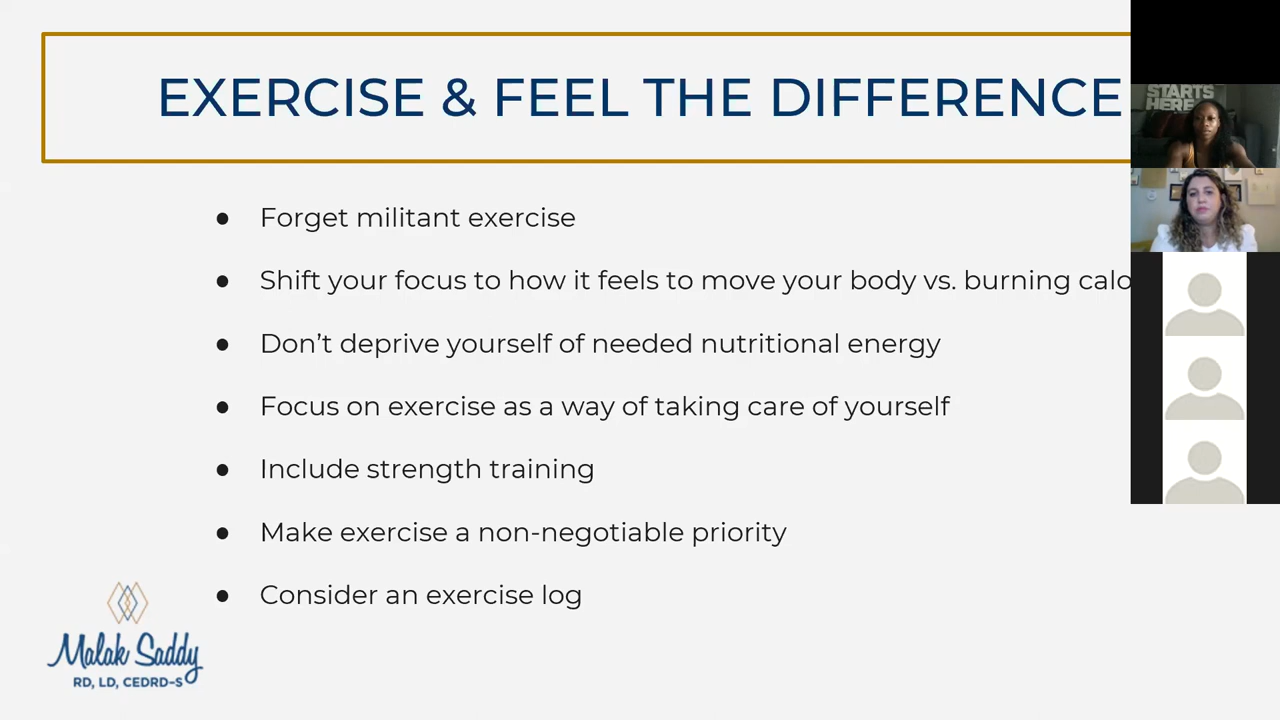 EXERCISE & FEEL THE DIFFERENCE
STARTS
HERE
● Forget militant exercise
● Shift your focus to how it feels to move your body vs. burning calo
● Don’t deprive yourself of needed nutritional energy
● Focus on exercise as a way of taking care of yourself
● Include strength training
● Make exercise a non-negotiable priority
● Consider an exercise log
Malak Saddy
RD, LD, CEDRD-S